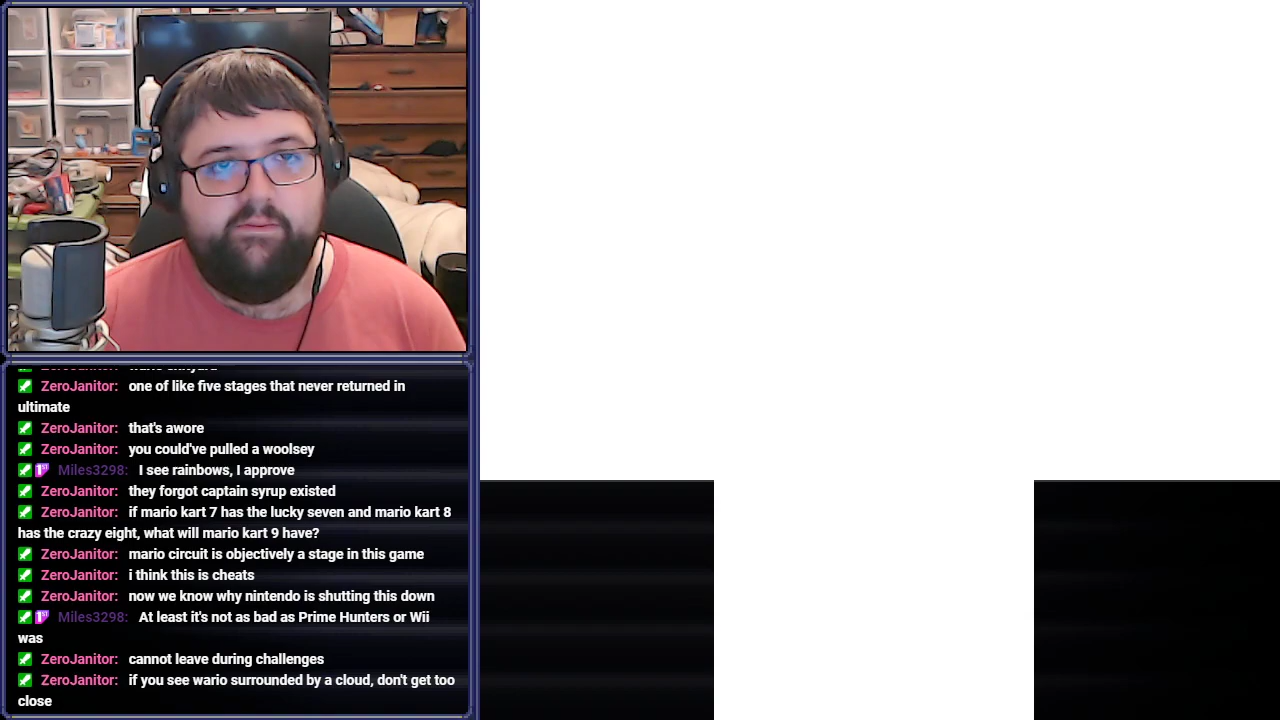 ZeroJanitor: one of like five stages that never returned in
ultimate
ZeroJanitor: that's awore
ZeroJanitor: you could've pulled a woolsey
1ST Miles3298: I see rainbows, I approve
ZeroJanitor: they forgot captain syrup existed
ZeroJanitor: if mario kart 7 has the lucky seven and mario kart 8
has the crazy eight, what will mario kart 9 have?
ZeroJanitor: mario circuit is objectively a stage in this game
ZeroJanitor: i think this is cheats
ZeroJanitor: now we know why nintendo is shutting this down
1ST Miles3298: At least it's not as bad as Prime Hunters or Wii
was
ZeroJanitor: cannot leave during challenges
ZeroJanitor: if you see wario surrounded by a cloud, don't get too
close